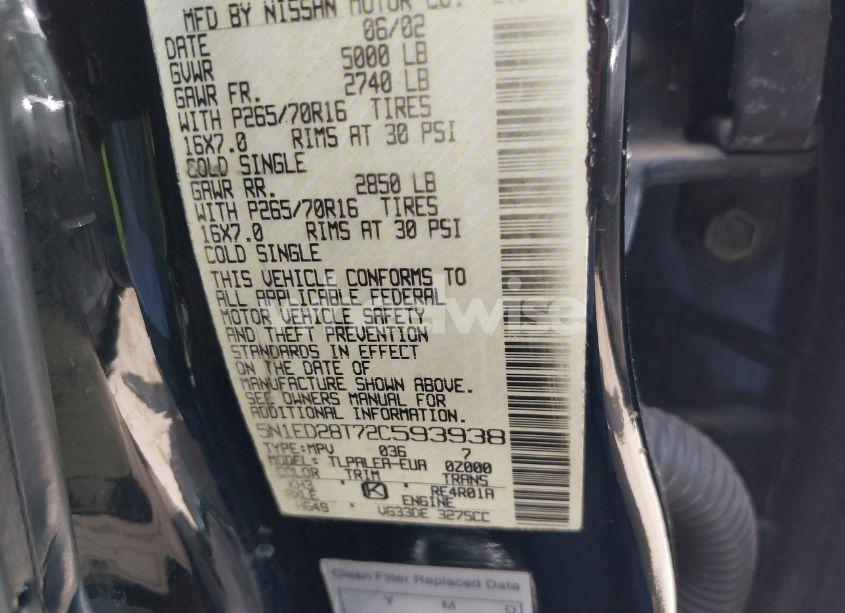 MFD BY NISSAN MOTOR CO.
DATE 06/02
GVWR 5000 LB
GAWR FR. 2740 LB
WITH P265/70R16 TIRES
16X7.0 RIMS AT 30 PSI
COLD SINGLE
GAWR RR. 2850 LB
WITH P265/70R16 TIRES
16X7.0 RIMS AT 30 PSI
COLD SINGLE
THIS VEHICLE CONFORMS TO
ALL APPLICABLE FEDERAL
MOTOR VEHICLE SAFETY
AND THEFT PREVENTION
STANDARDS IN EFFECT
ON THE DATE OF
MANUFACTURE SHOWN ABOVE.
SEE OWNERS MANUAL FOR
ADDITIONAL INFORMATION
5N1ED28T72C593938
TYPE:MPV 036 7
MODEL: TLPALEA-EUA 0Z000
COLOR TRIM TRANS
KH3 K RE4R01A
AXLE ENGINE
HG49 VG33DE 3275CC
Clean Filter Replaced Date
Y M D